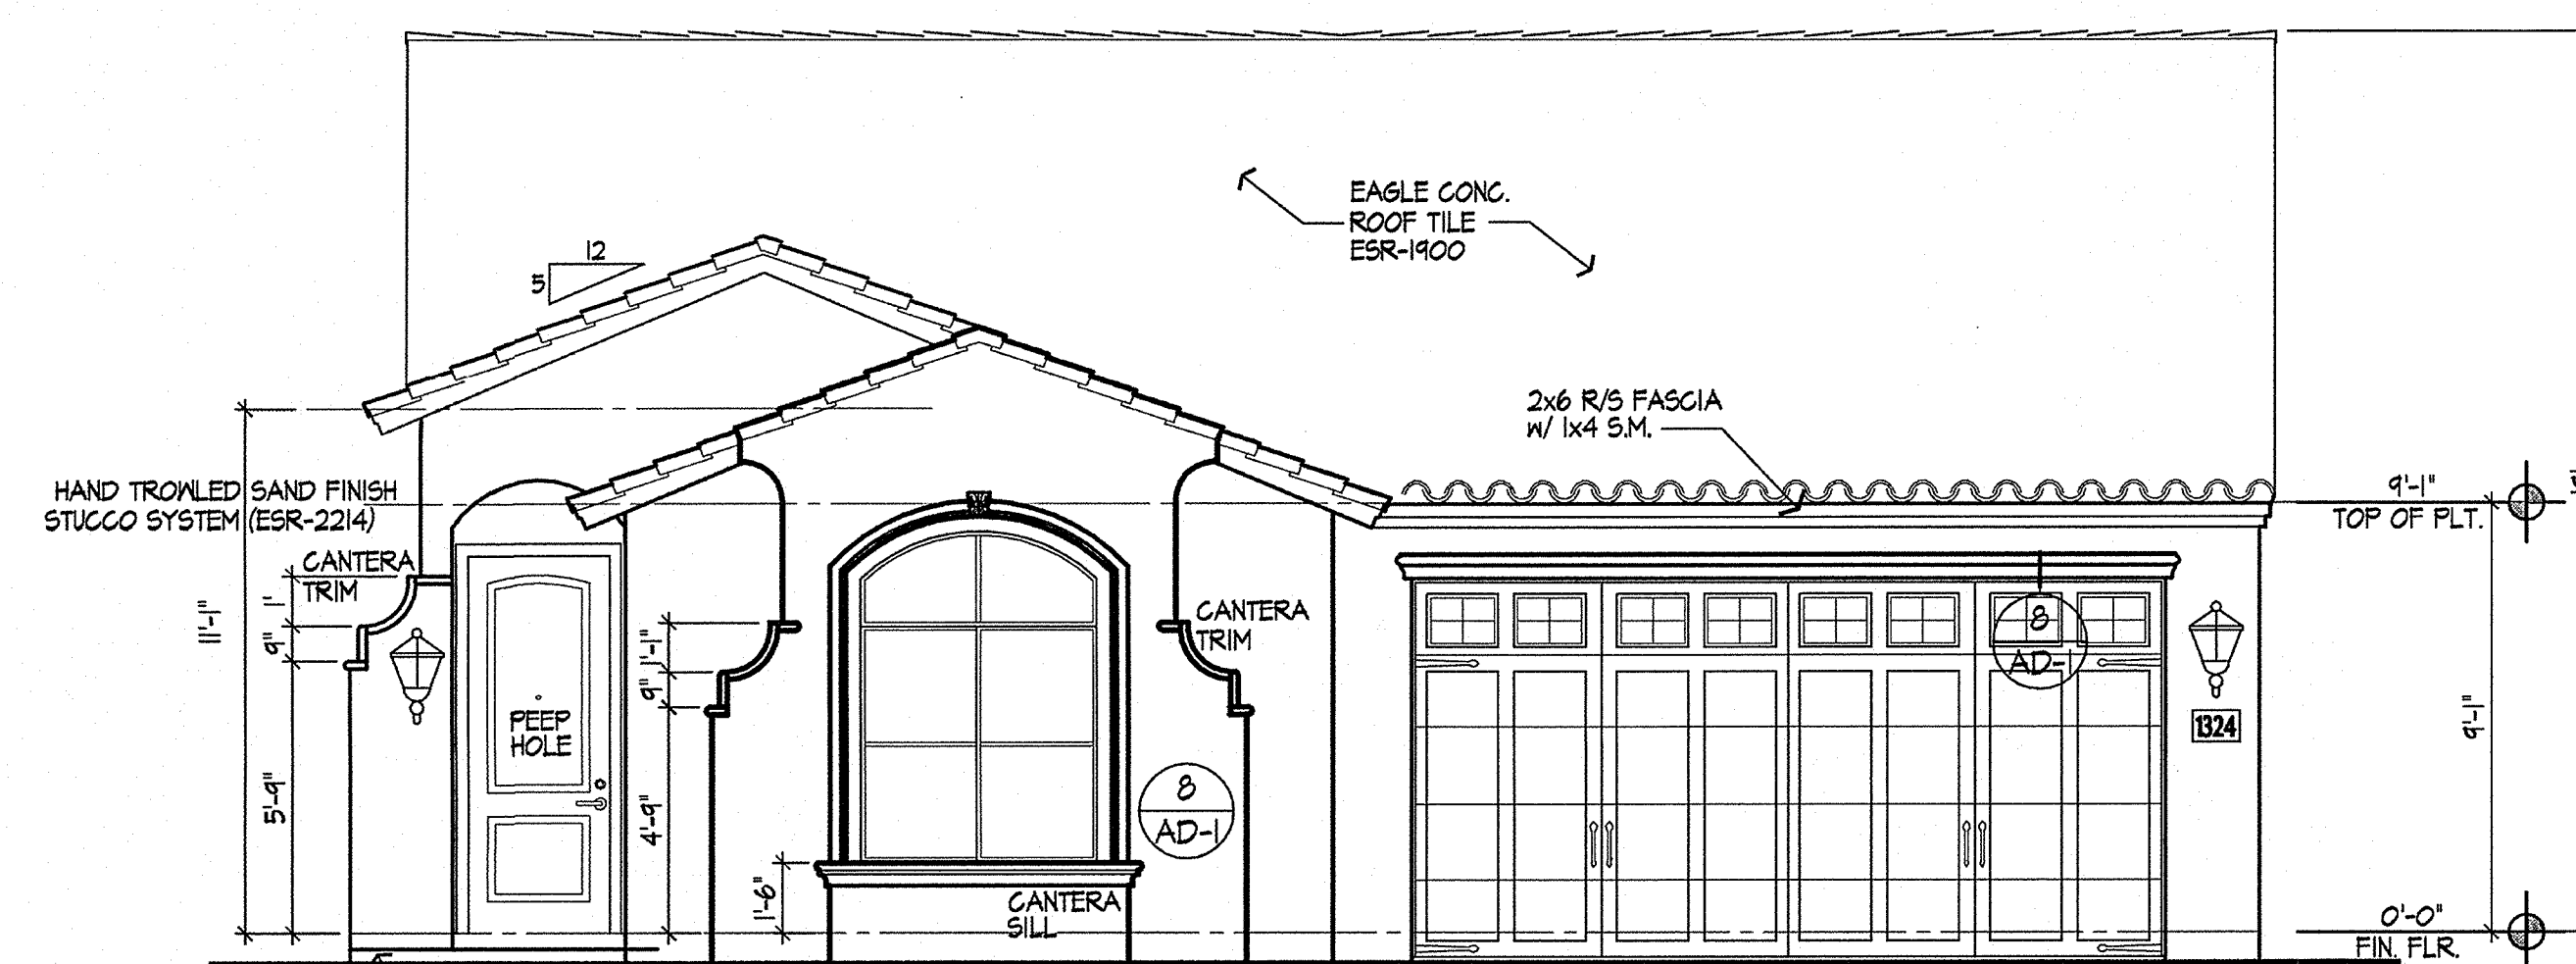 EAGLE CONC.
ROOF TILE
ESR-1900
12
5
2x6 R/S FASCIA
w/ 1x4 S.M.
HAND TROWLED SAND FINISH
STUCCO SYSTEM (ESR-2214)
9'-1"
TOP OF PLT.
CANTERA
TRIM
11'-1"
1'
9"
5'-9"
PEEP
HOLE
1'-1"
9"
4'-9"
1'-6"
CANTERA
TRIM
8
AD-1
CANTERA
SILL
8
AD-1
1324
9'-1"
0'-0"
FIN. FLR.